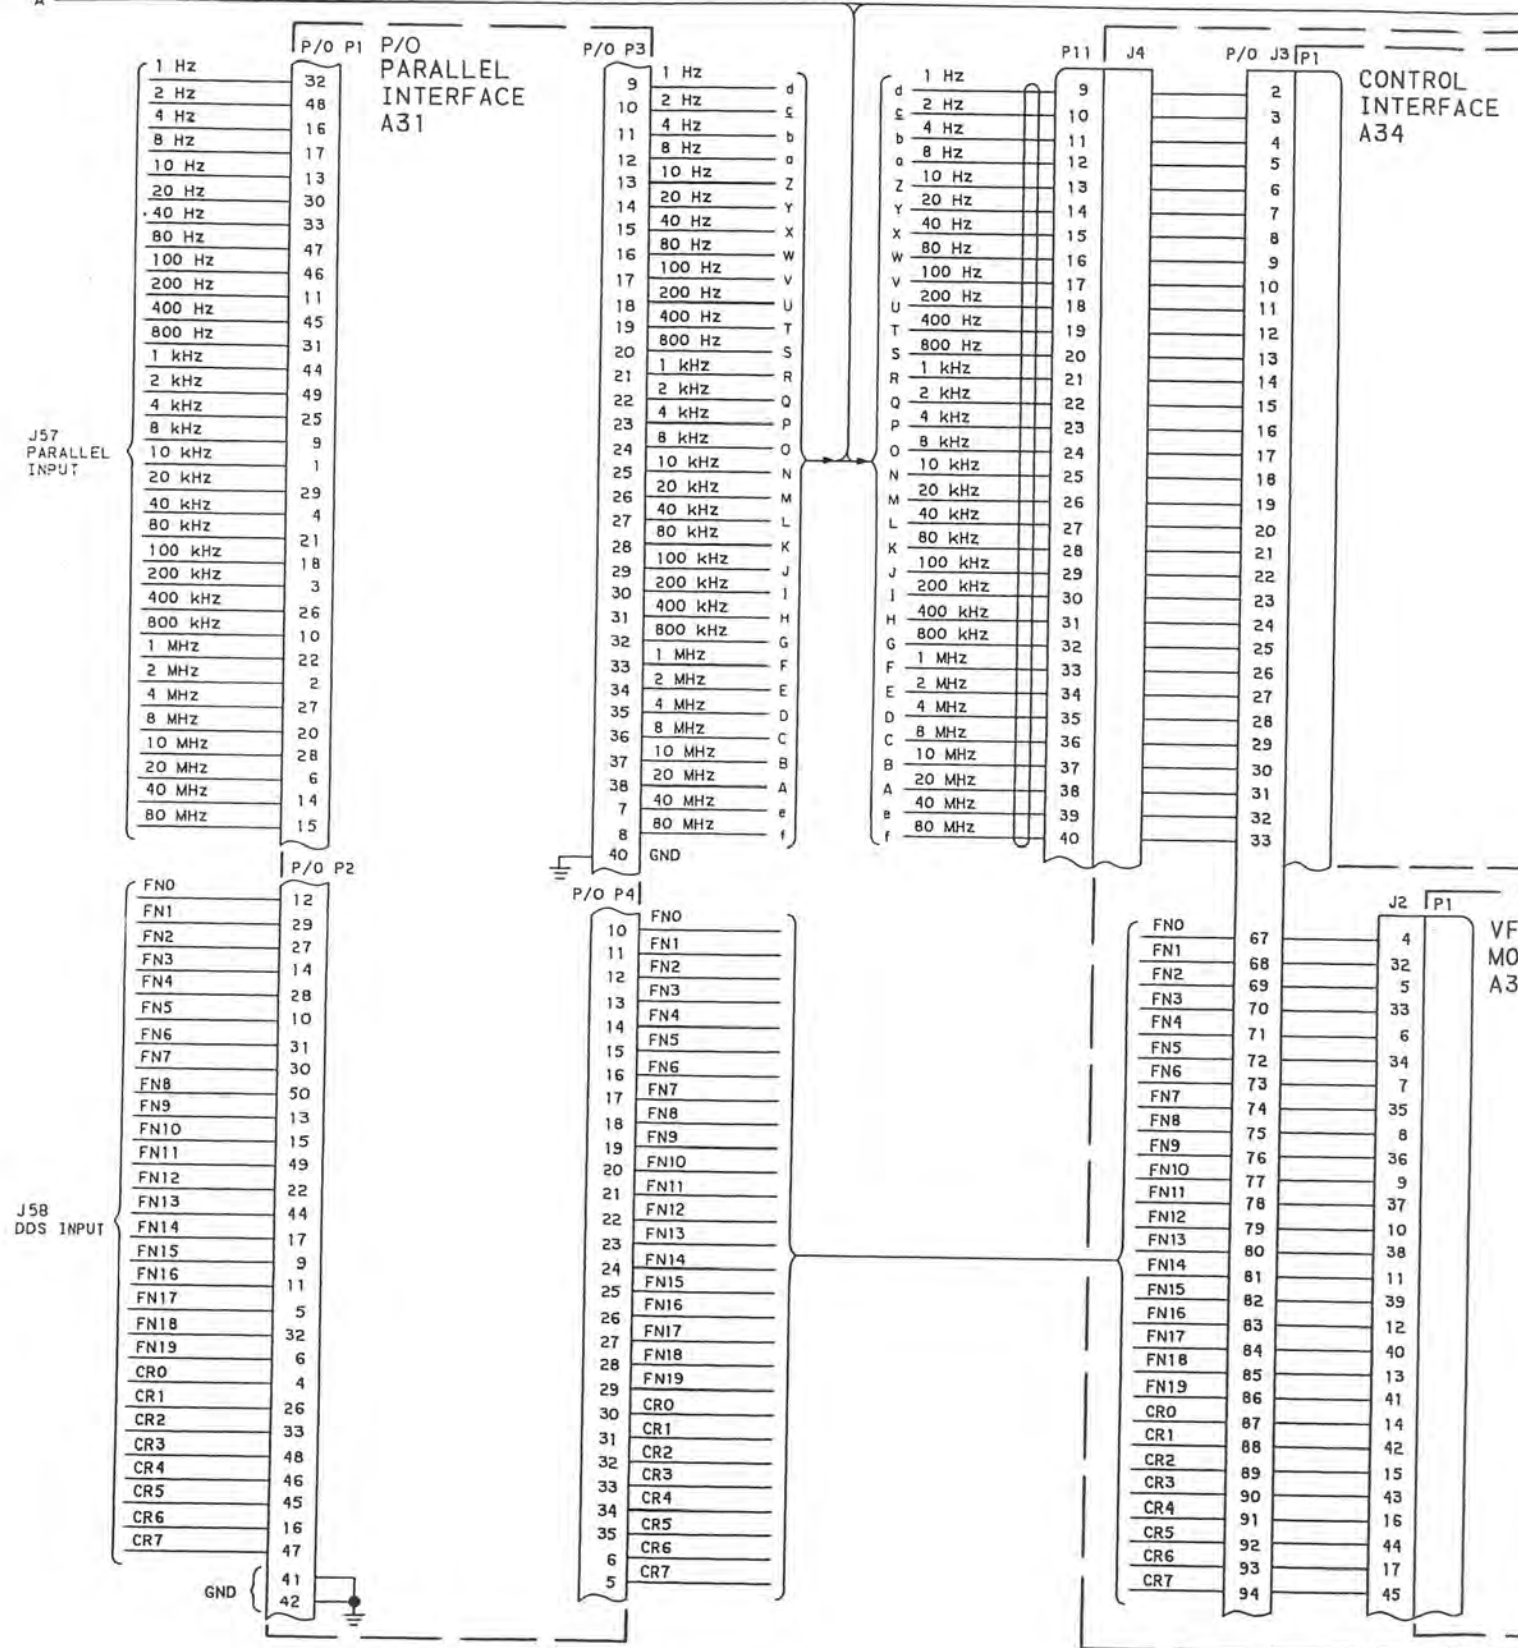 A
P/O P1
P/O PARALLEL INTERFACE A31
P/O P3
P11
J4
P/O J3
P1
CONTROL INTERFACE A34
J57 PARALLEL INPUT
1 Hz 32 9 1 Hz d d 1 Hz 9 2
2 Hz 48 10 2 Hz c c 2 Hz 10 3
4 Hz 16 11 4 Hz b b 4 Hz 11 4
8 Hz 17 12 8 Hz a a 8 Hz 12 5
10 Hz 13 13 10 Hz Z Z 10 Hz 13 6
20 Hz 30 14 20 Hz Y Y 20 Hz 14 7
40 Hz 33 15 40 Hz X X 40 Hz 15 8
80 Hz 47 16 80 Hz W W 80 Hz 16 9
100 Hz 46 17 100 Hz V V 100 Hz 17 10
200 Hz 11 18 200 Hz U U 200 Hz 18 11
400 Hz 45 19 400 Hz T T 400 Hz 19 12
800 Hz 31 20 800 Hz S S 800 Hz 20 13
1 kHz 44 21 1 kHz R R 1 kHz 21 14
2 kHz 49 22 2 kHz Q Q 2 kHz 22 15
4 kHz 25 23 4 kHz P P 4 kHz 23 16
8 kHz 9 24 8 kHz O O 8 kHz 24 17
10 kHz 1 25 10 kHz N N 10 kHz 25 18
20 kHz 29 26 20 kHz M M 20 kHz 26 19
40 kHz 4 27 40 kHz L L 40 kHz 27 20
80 kHz 21 28 80 kHz K K 80 kHz 28 21
100 kHz 18 29 100 kHz J J 100 kHz 29 22
200 kHz 3 30 200 kHz I I 200 kHz 30 23
400 kHz 26 31 400 kHz H H 400 kHz 31 24
800 kHz 10 32 800 kHz G G 800 kHz 32 25
1 MHz 22 33 1 MHz F F 1 MHz 33 26
2 MHz 2 34 2 MHz E E 2 MHz 34 27
4 MHz 27 35 4 MHz D D 4 MHz 35 28
8 MHz 20 36 8 MHz C C 8 MHz 36 29
10 MHz 28 37 10 MHz B B 10 MHz 37 30
20 MHz 6 38 20 MHz A A 20 MHz 38 31
40 MHz 14 7 40 MHz e e 40 MHz 39 32
80 MHz 15 8 80 MHz f f 80 MHz 40 33
40 GND
P/O P2
P/O P4
J2
P1
VF
MO
A3
J58 DDS INPUT
FN0 12 10 FN0 FN0 67 4
FN1 29 11 FN1 FN1 68 32
FN2 27 12 FN2 FN2 69 5
FN3 14 13 FN3 FN3 70 33
FN4 28 14 FN4 FN4 71 6
FN5 10 15 FN5 FN5 72 34
FN6 31 16 FN6 FN6 73 7
FN7 30 17 FN7 FN7 74 35
FN8 50 18 FN8 FN8 75 8
FN9 13 19 FN9 FN9 76 36
FN10 15 20 FN10 FN10 77 9
FN11 49 21 FN11 FN11 78 37
FN12 22 22 FN12 FN12 79 10
FN13 44 23 FN13 FN13 80 38
FN14 17 24 FN14 FN14 81 11
FN15 9 25 FN15 FN15 82 39
FN16 11 26 FN16 FN16 83 12
FN17 5 27 FN17 FN17 84 40
FN18 32 28 FN18 FN18 85 13
FN19 6 29 FN19 FN19 86 41
CR0 4 30 CR0 CR0 87 14
CR1 26 31 CR1 CR1 88 42
CR2 33 32 CR2 CR2 89 15
CR3 48 33 CR3 CR3 90 43
CR4 46 34 CR4 CR4 91 16
CR5 45 35 CR5 CR5 92 44
CR6 16 6 CR6 CR6 93 17
CR7 47 5 CR7 CR7 94 45
GND 41
42